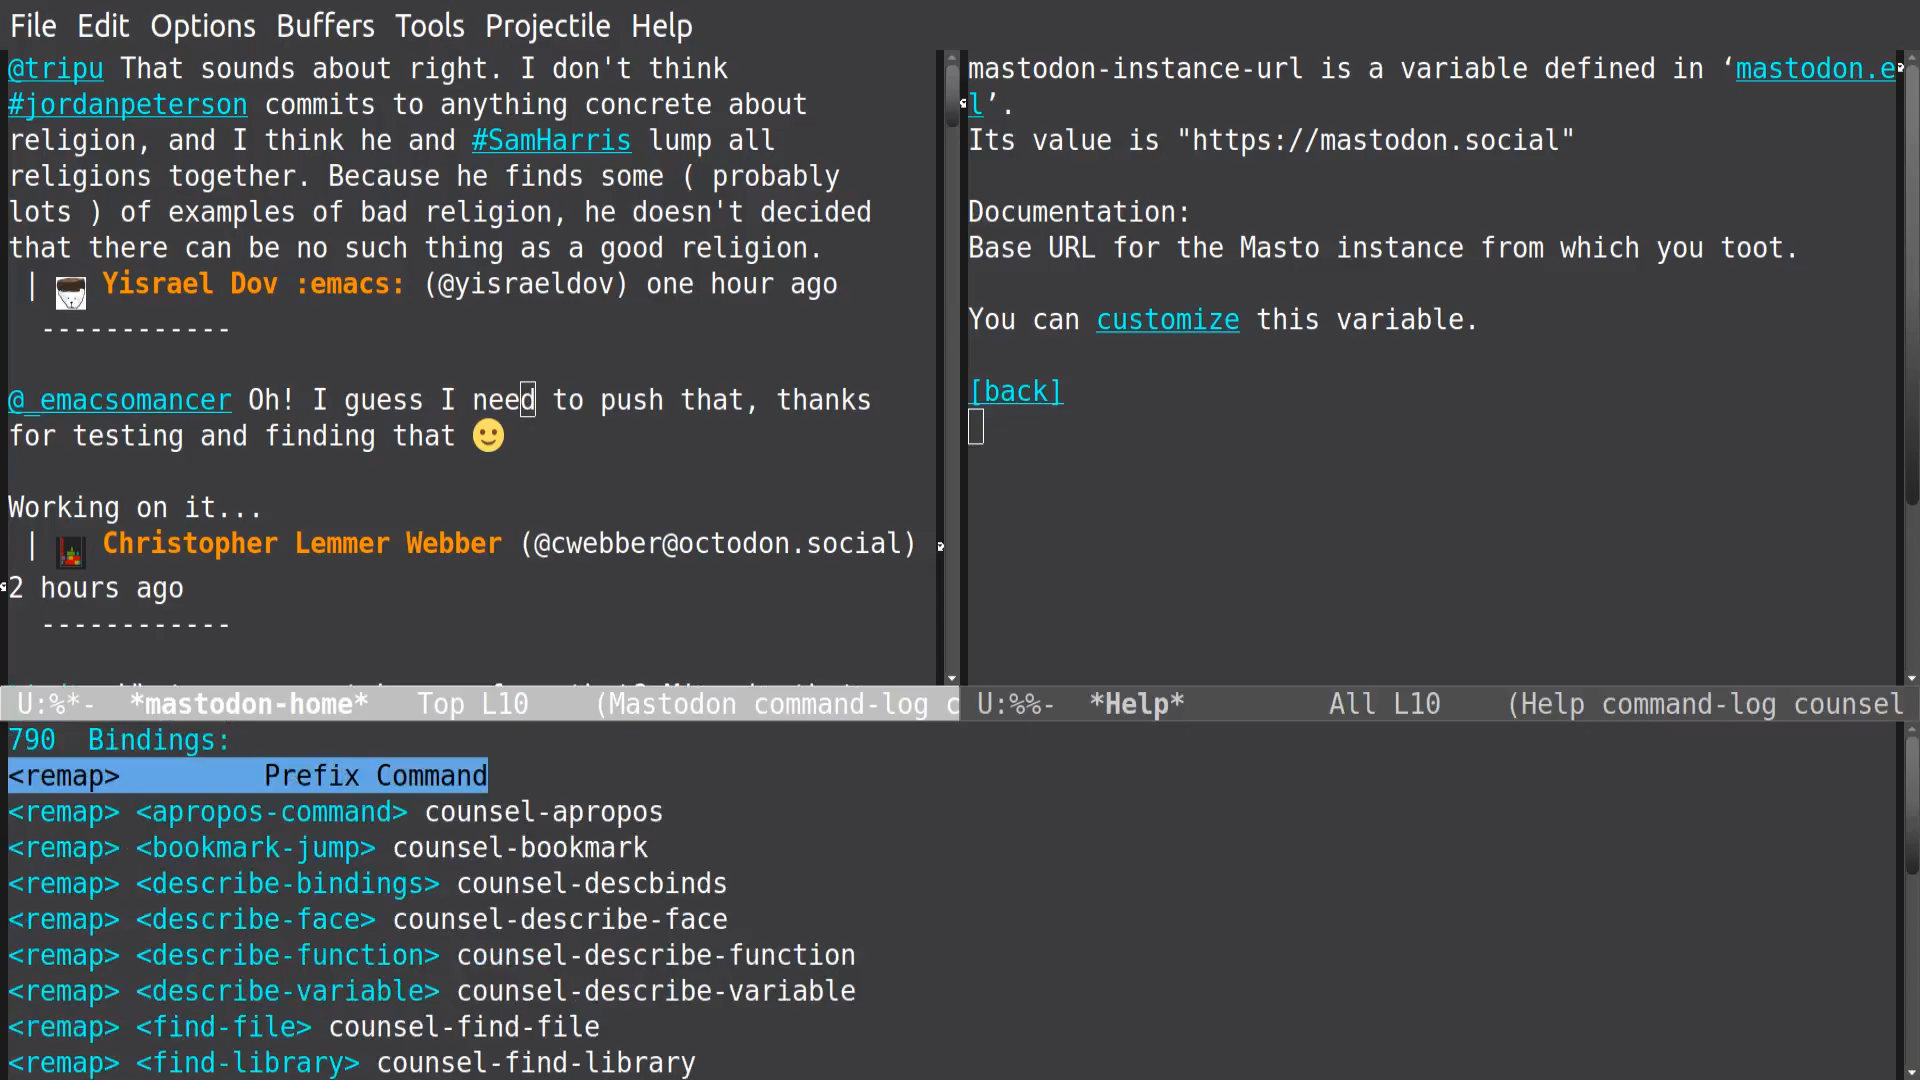 File Edit Options Buffers Tools Projectile Help
@tripu That sounds about right. I don't think
#jordanpeterson commits to anything concrete about
religion, and I think he and #SamHarris lump all
religions together. Because he finds some ( probably
lots ) of examples of bad religion, he doesn't decided
that there can be no such thing as a good religion.
| Yisrael Dov :emacs: (@yisraeldov) one hour ago
------------
@_emacsomancer Oh! I guess I need to push that, thanks
for testing and finding that 🙂
Working on it...
| Christopher Lemmer Webber (@cwebber@octodon.social)
2 hours ago
------------
U:%*- *mastodon-home* Top L10 (Mastodon command-log c
mastodon-instance-url is a variable defined in ‘mastodon.e
l’.
Its value is "https://mastodon.social"
Documentation:
Base URL for the Masto instance from which you toot.
You can customize this variable.
[back]
U:%%- *Help* All L10 (Help command-log counsel
790 Bindings:
<remap> Prefix Command
<remap> <apropos-command> counsel-apropos
<remap> <bookmark-jump> counsel-bookmark
<remap> <describe-bindings> counsel-descbinds
<remap> <describe-face> counsel-describe-face
<remap> <describe-function> counsel-describe-function
<remap> <describe-variable> counsel-describe-variable
<remap> <find-file> counsel-find-file
<remap> <find-library> counsel-find-library